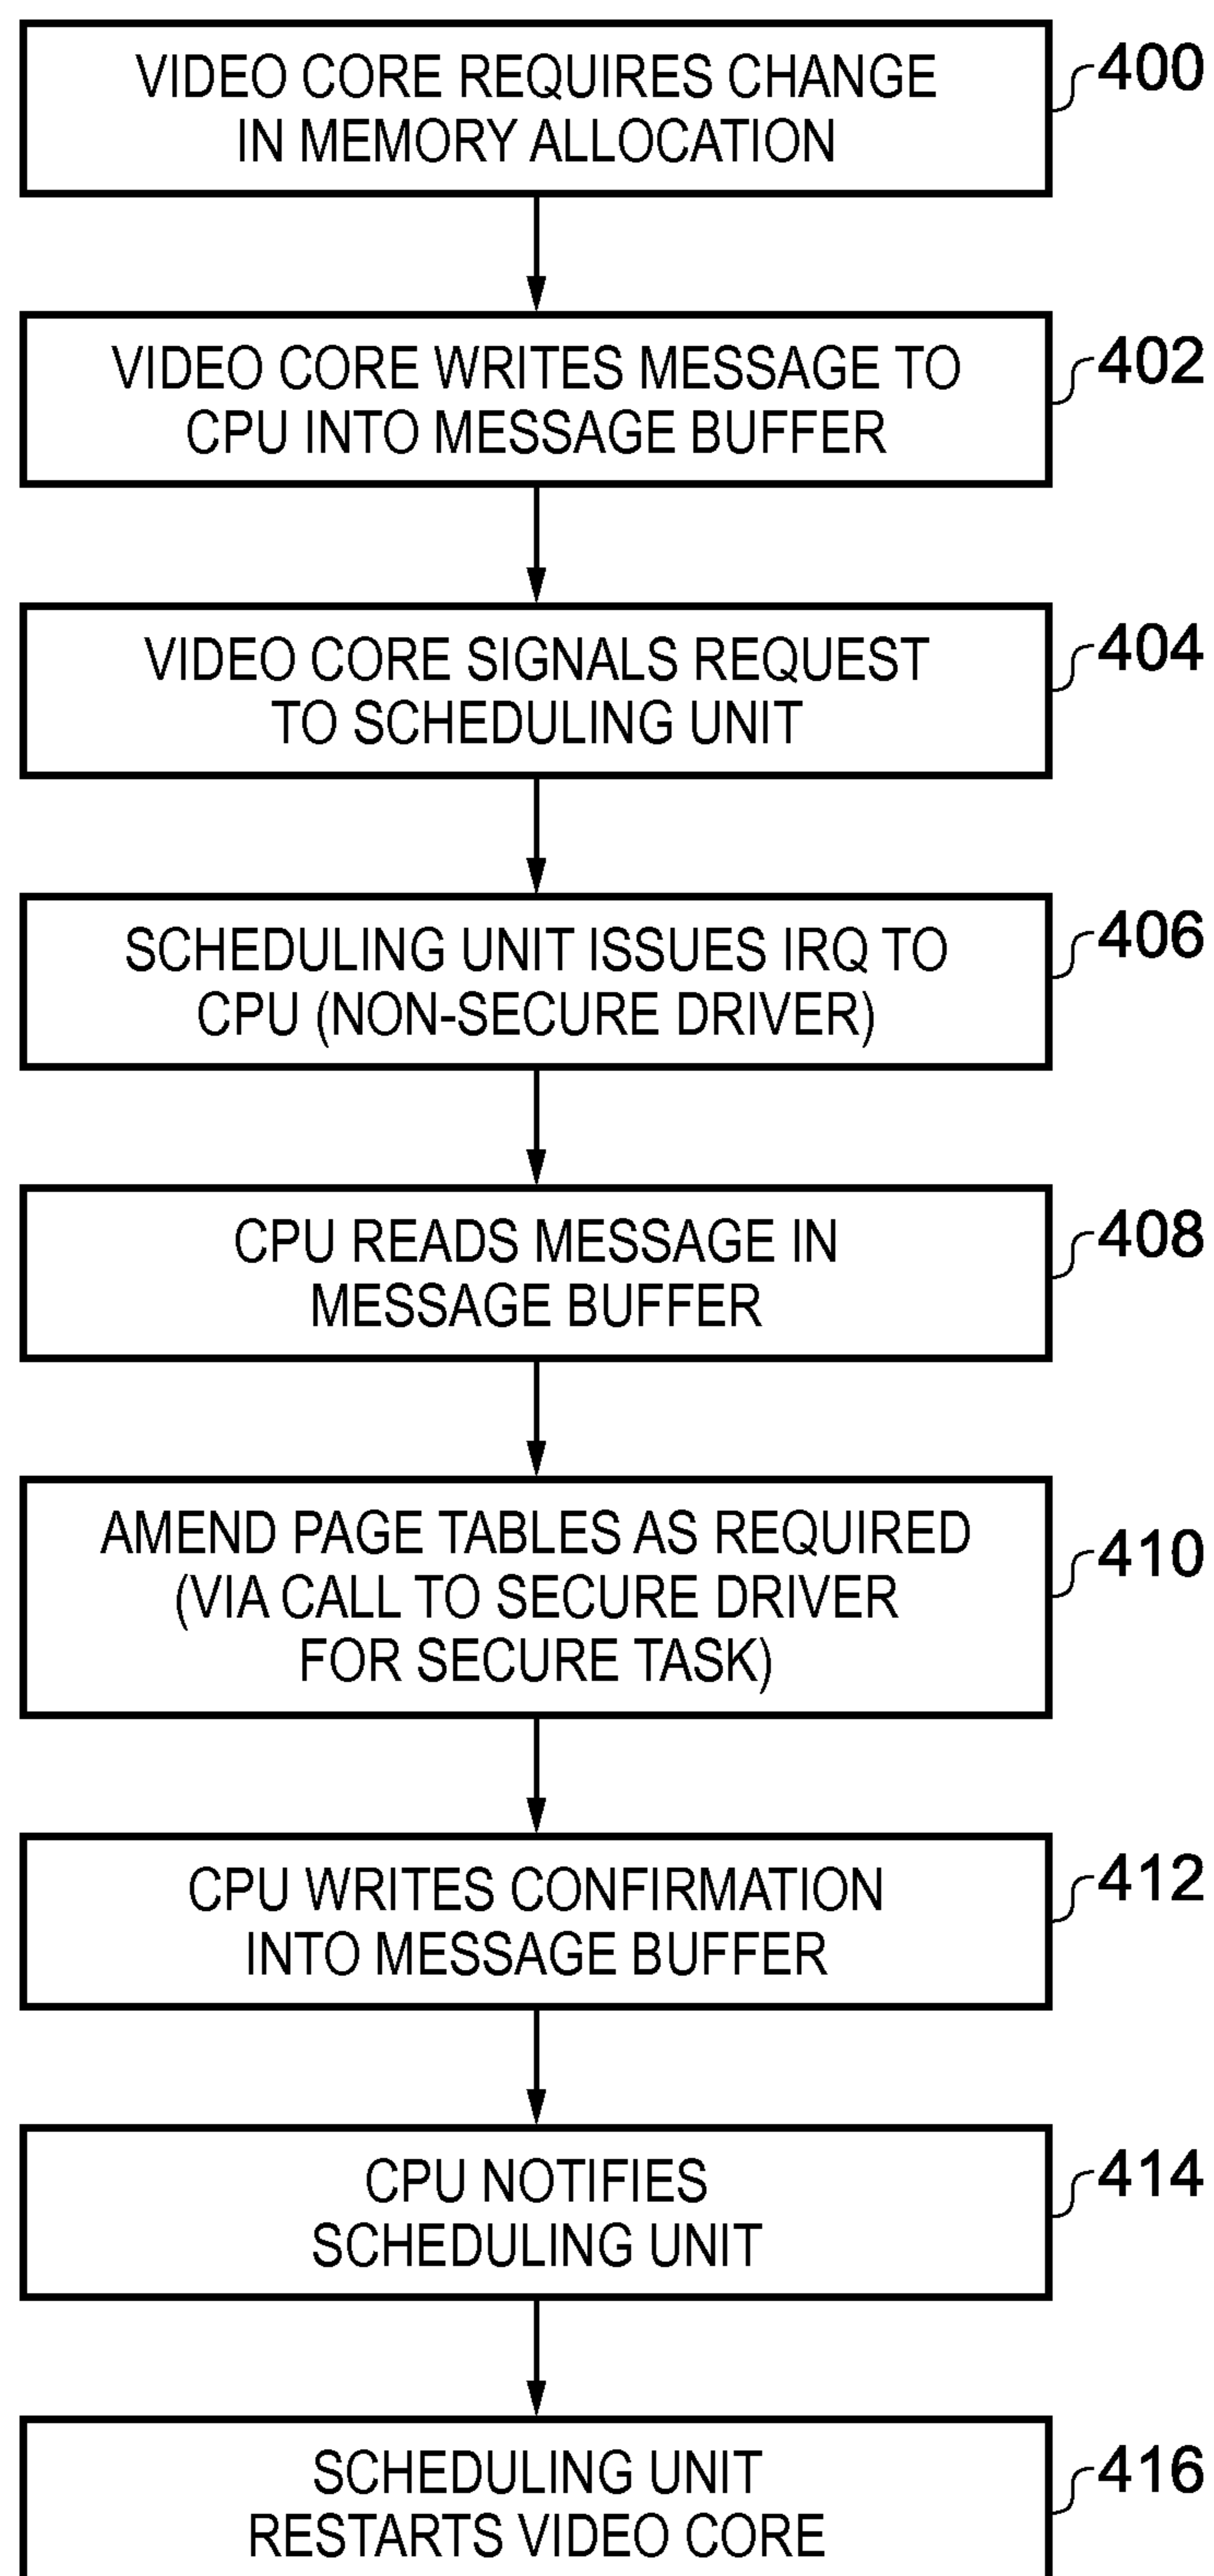 VIDEO CORE REQUIRES CHANGE
IN MEMORY ALLOCATION
400
VIDEO CORE WRITES MESSAGE TO
CPU INTO MESSAGE BUFFER
402
VIDEO CORE SIGNALS REQUEST
TO SCHEDULING UNIT
404
SCHEDULING UNIT ISSUES IRQ TO
CPU (NON-SECURE DRIVER)
406
CPU READS MESSAGE IN
MESSAGE BUFFER
408
AMEND PAGE TABLES AS REQUIRED
(VIA CALL TO SECURE DRIVER
FOR SECURE TASK)
410
CPU WRITES CONFIRMATION
INTO MESSAGE BUFFER
412
CPU NOTIFIES
SCHEDULING UNIT
414
SCHEDULING UNIT
RESTARTS VIDEO CORE
416